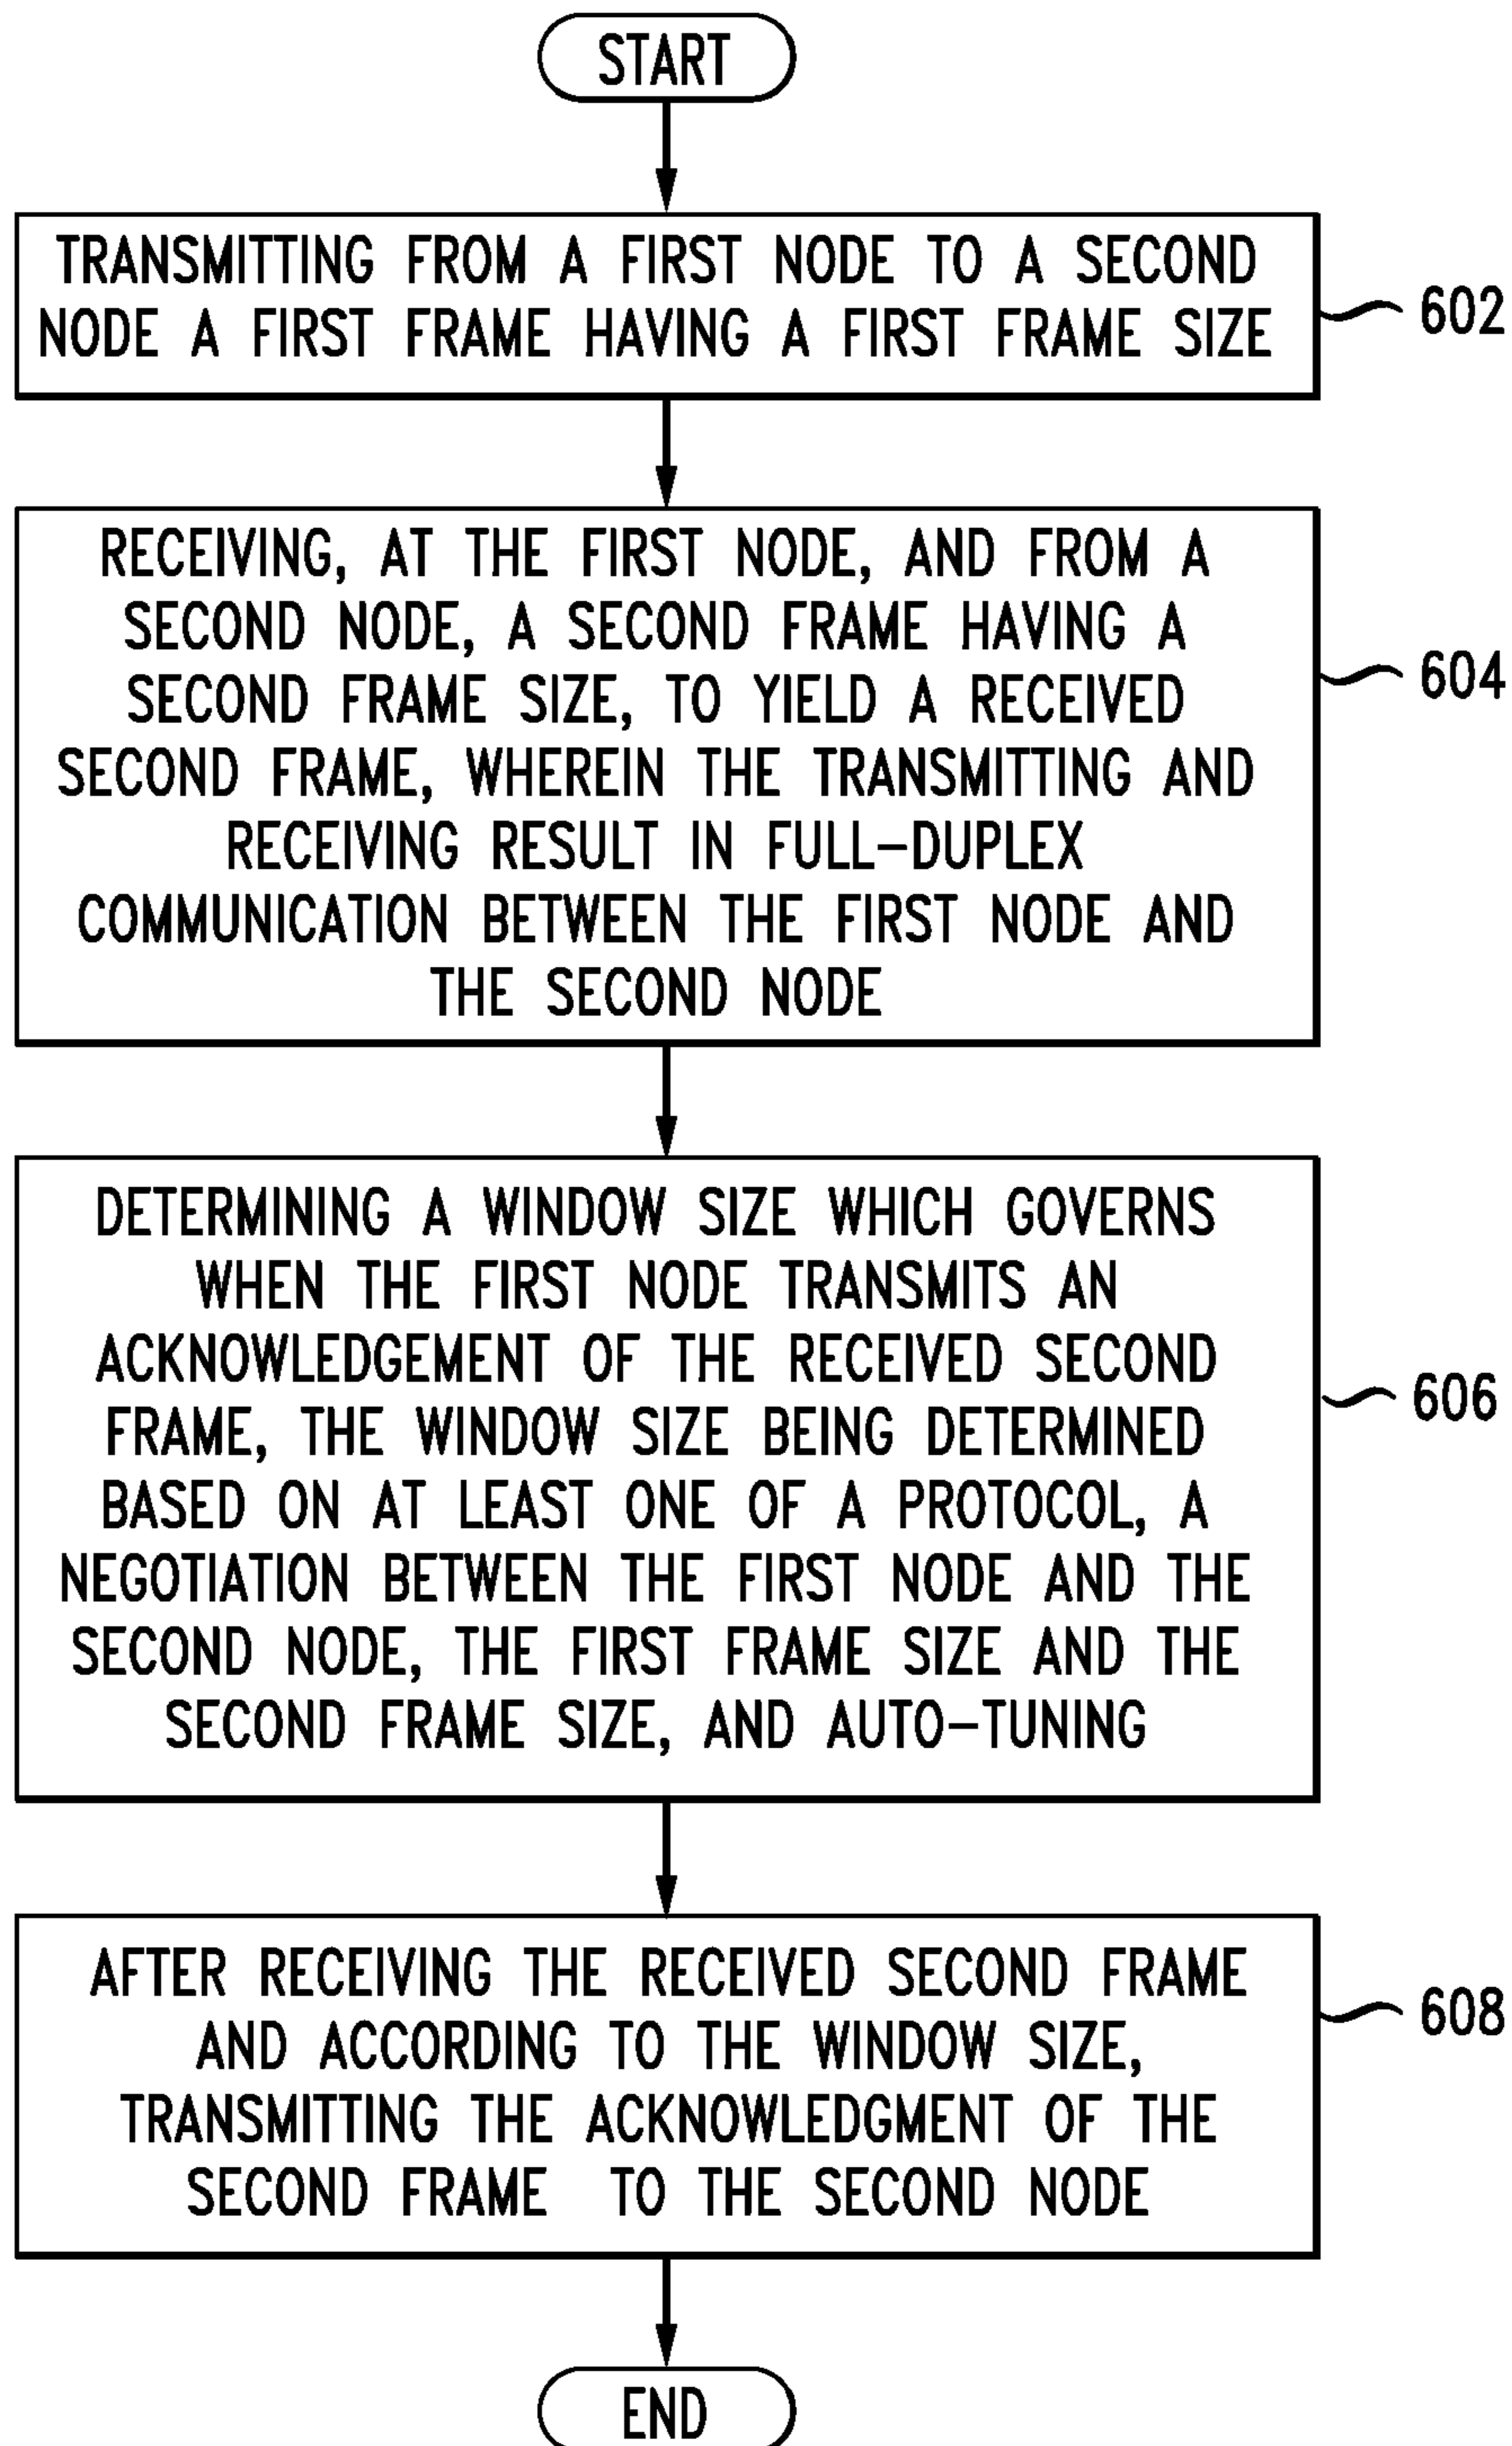 START
TRANSMITTING FROM A FIRST NODE TO A SECOND
NODE A FIRST FRAME HAVING A FIRST FRAME SIZE
602
RECEIVING, AT THE FIRST NODE, AND FROM A
SECOND NODE, A SECOND FRAME HAVING A
SECOND FRAME SIZE, TO YIELD A RECEIVED
SECOND FRAME, WHEREIN THE TRANSMITTING AND
RECEIVING RESULT IN FULL-DUPLEX
COMMUNICATION BETWEEN THE FIRST NODE AND
THE SECOND NODE
604
DETERMINING A WINDOW SIZE WHICH GOVERNS
WHEN THE FIRST NODE TRANSMITS AN
ACKNOWLEDGEMENT OF THE RECEIVED SECOND
FRAME, THE WINDOW SIZE BEING DETERMINED
BASED ON AT LEAST ONE OF A PROTOCOL, A
NEGOTIATION BETWEEN THE FIRST NODE AND THE
SECOND NODE, THE FIRST FRAME SIZE AND THE
SECOND FRAME SIZE, AND AUTO-TUNING
606
AFTER RECEIVING THE RECEIVED SECOND FRAME
AND ACCORDING TO THE WINDOW SIZE,
TRANSMITTING THE ACKNOWLEDGMENT OF THE
SECOND FRAME TO THE SECOND NODE
608
END